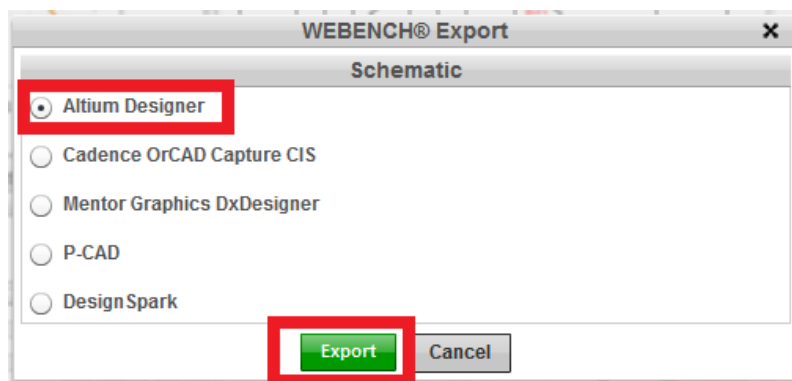 WEBENCH® Export
Schematic
Altium Designer
Cadence OrCAD Capture CIS
Mentor Graphics DxDesigner
P-CAD
DesignSpark
Export Cancel